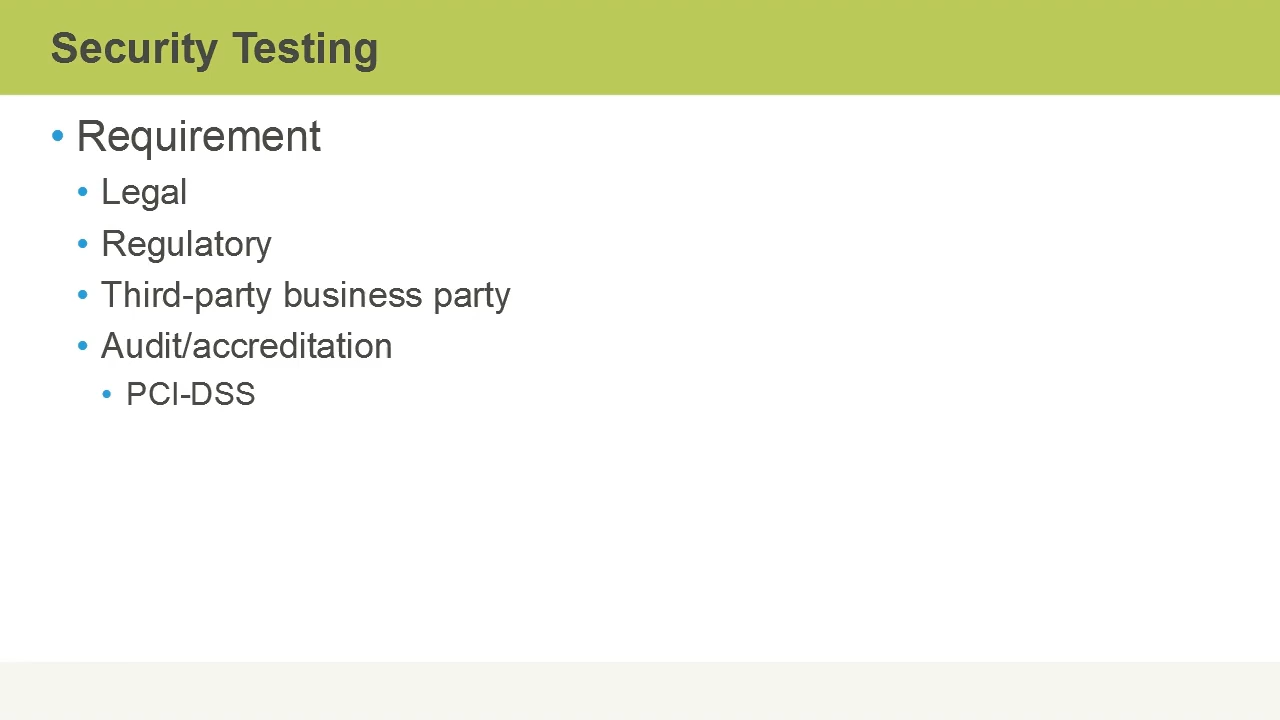 Security Testing
• Requirement
• Legal
• Regulatory
• Third-party business party
• Audit/accreditation
• PCI-DSS